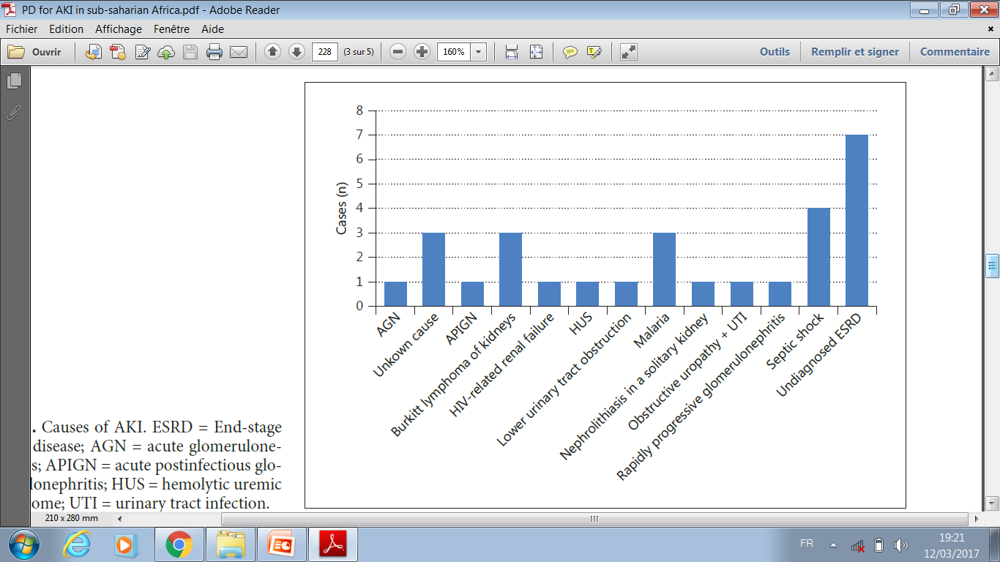 PD for AKI in sub-saharian Africa.pdf - Adobe Reader
Fichier Edition Affichage Fenêtre Aide
Ouvrir 228 (3 sur 5) 160% Outils Remplir et signer Commentaire
8
7
6
5
4
3
2
1
0
Cases (n)
AGN
Unkown cause
APIGN
Burkitt lymphoma of kidneys
HIV-related renal failure
HUS
Lower urinary tract obstruction
Malaria
Nephrolithiasis in a solitary kidney
Obstructive uropathy + UTI
Rapidly progressive glomerulonephritis
Septic shock
Undiagnosed ESRD
. Causes of AKI. ESRD = End-stage
disease; AGN = acute glomerulone-
s; APIGN = acute postinfectious glo-
lonephritis; HUS = hemolytic uremic
ome; UTI = urinary tract infection.
210 x 280 mm
FR 19:21
12/03/2017